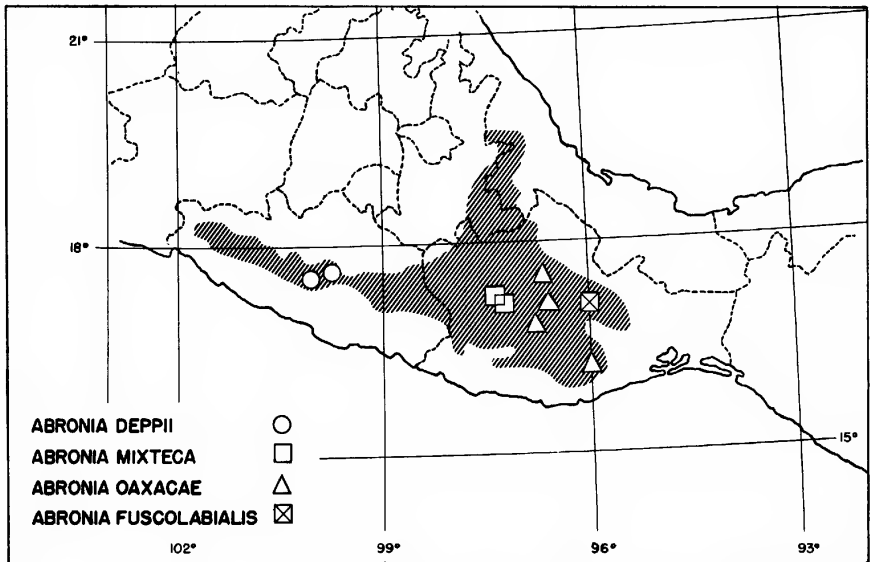 21°
18°
15°
ABRONIA DEPPII
ABRONIA MIXTECA
ABRONIA OAXACAE
ABRONIA FUSCOLABIALIS
102° 99° 96° 93°